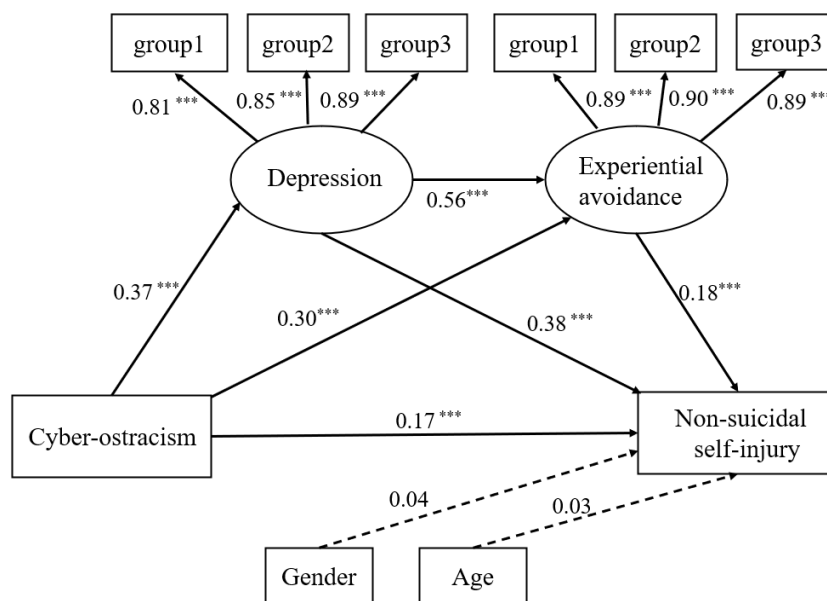 group1
group2
group3
group1
group2
group3
0.81 ***
0.85 ***
0.89 ***
0.89 ***
0.90 ***
0.89 ***
Depression
Experiential
avoidance
0.56***
0.37 ***
0.30***
0.38 ***
0.18***
Cyber-ostracism
0.17 ***
Non-suicidal
self-injury
0.04
0.03
Gender
Age